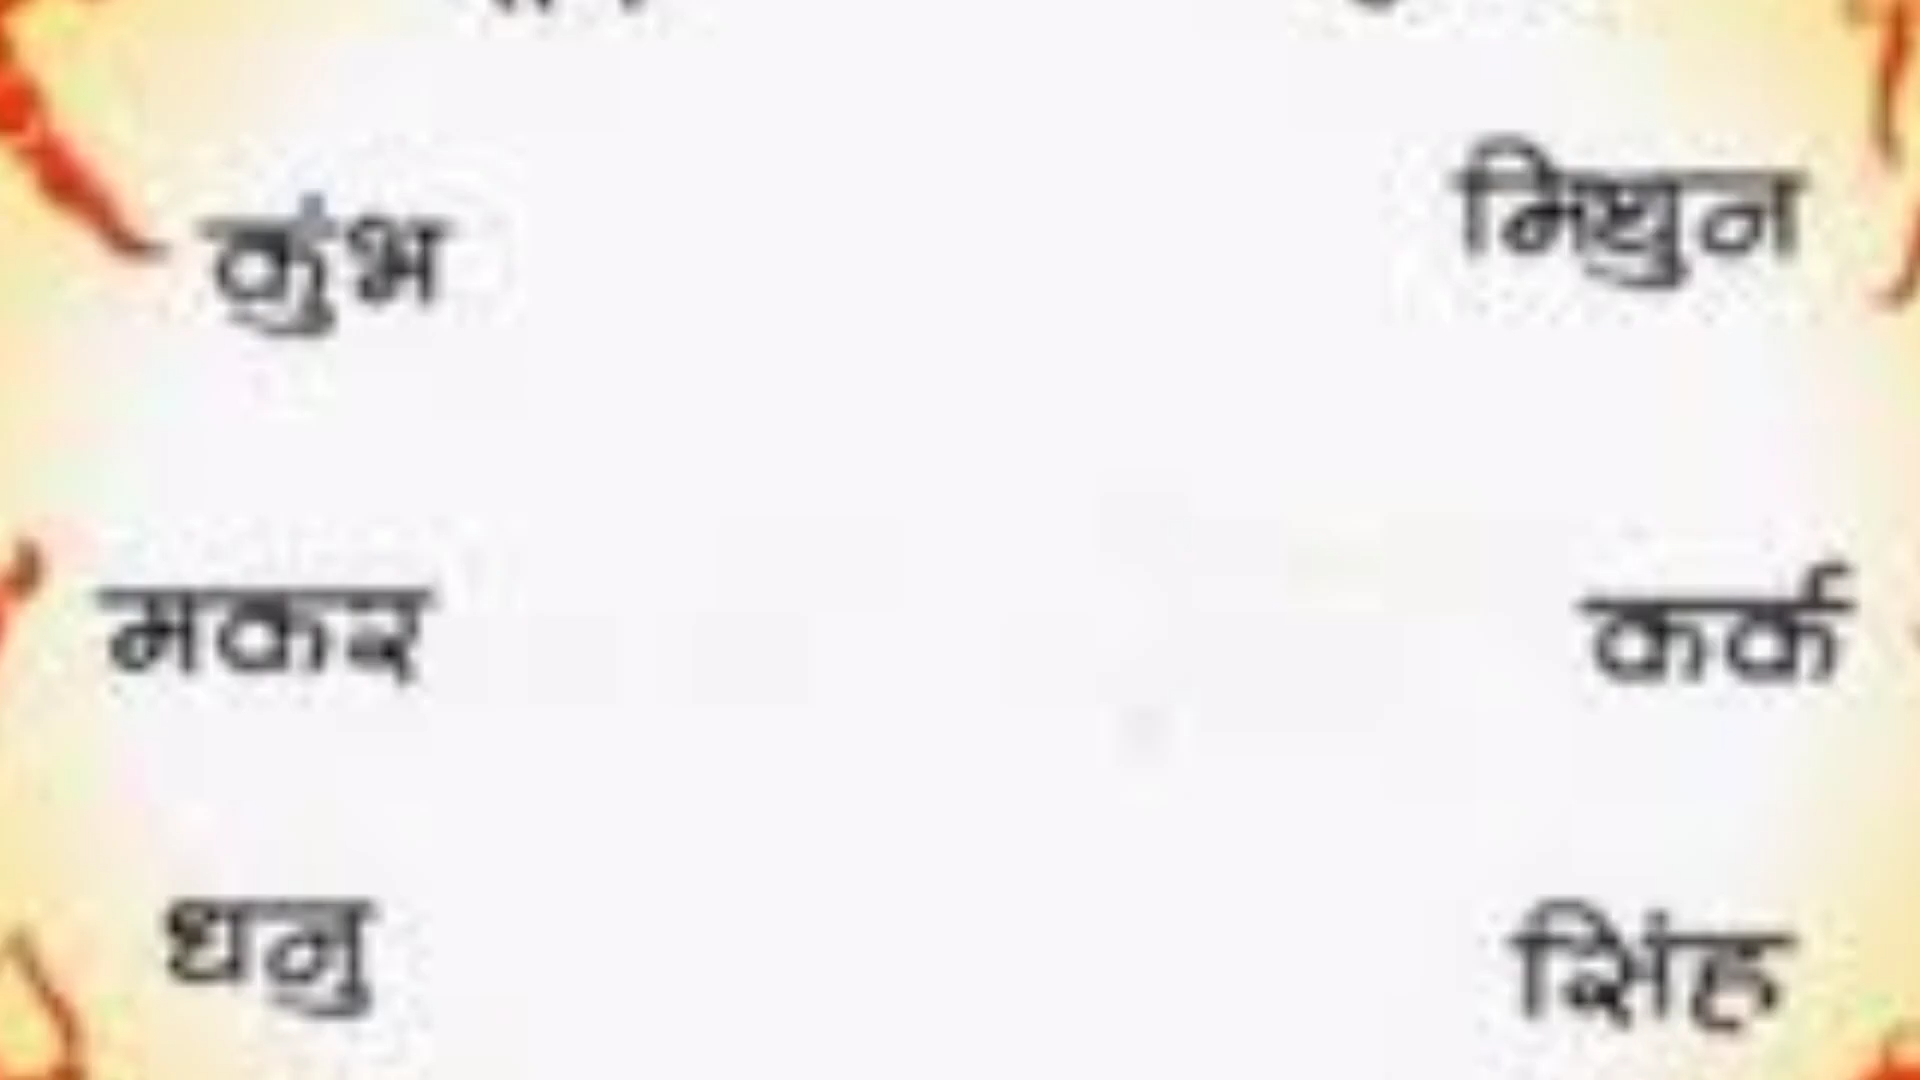 कुंभ
मिथुन
मकर
कर्क
धनु
सिंह